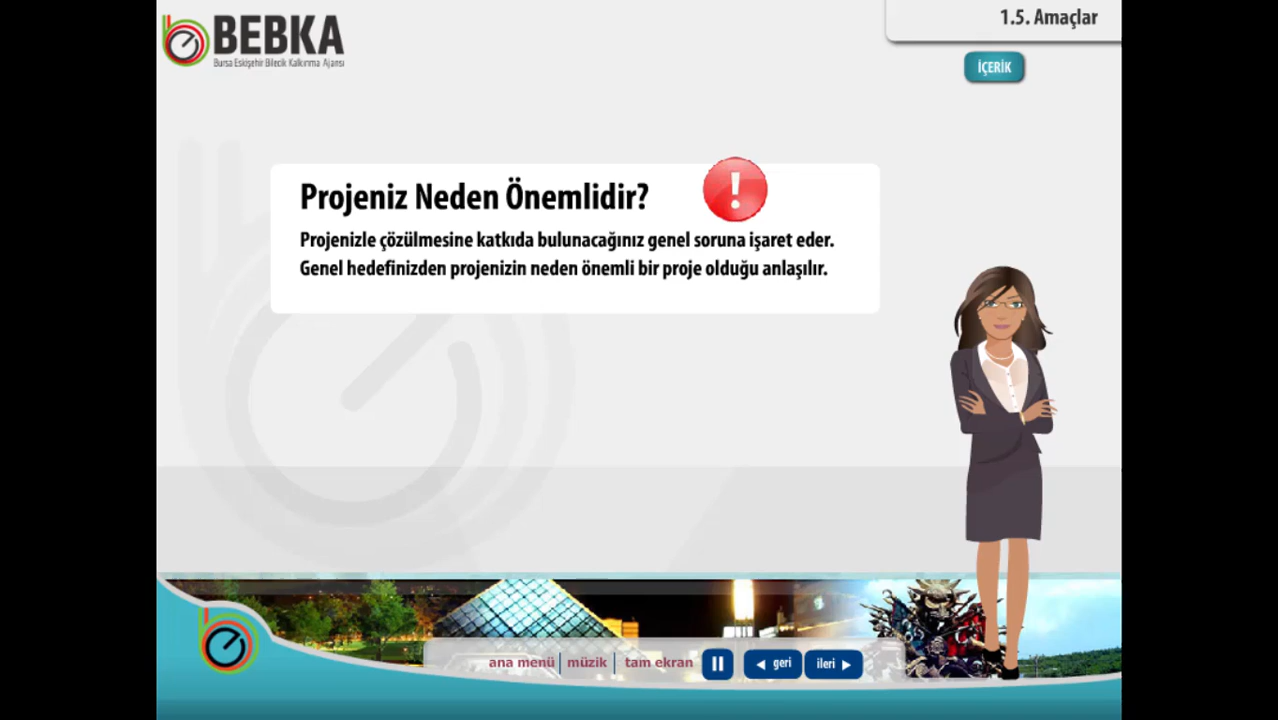 BEBKA
Bursa Eskişehir Bilecik Kalkınma Ajansı
1.5. Amaçlar
İÇERİK
Projeniz Neden Önemlidir?
!
Projenizle çözülmesine katkıda bulunacağınız genel soruna işaret eder.
Genel hedefinizden projenizin neden önemli bir proje olduğu anlaşılır.
ana menü | müzik | tam ekran
geri
ileri